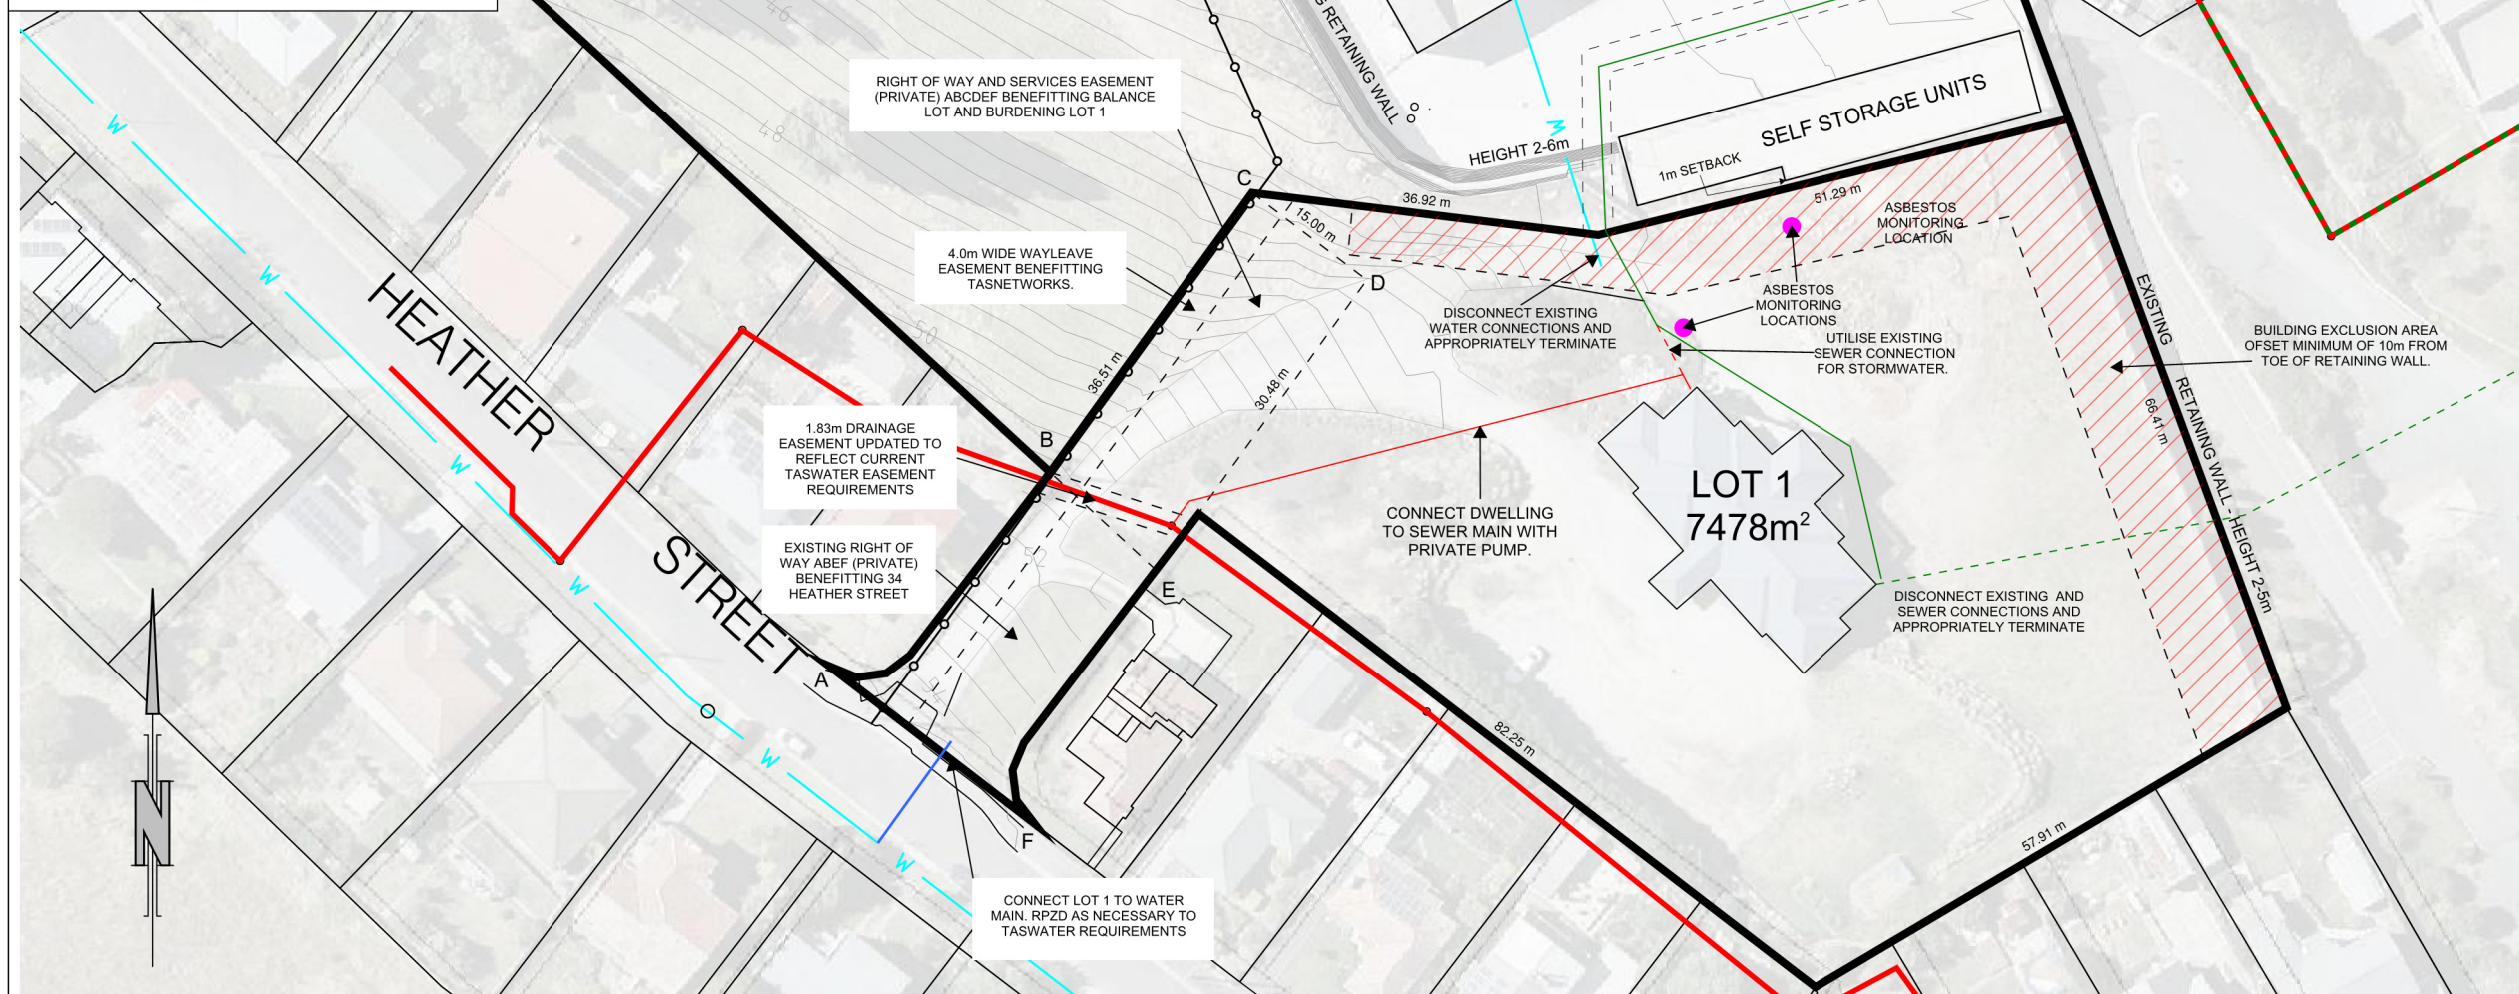 46
48
50
52
54
RIGHT OF WAY AND SERVICES EASEMENT
(PRIVATE) ABCDEF BENEFITTING BALANCE
LOT AND BURDENING LOT 1
RETAINING WALL
HEIGHT 2-6m
SELF STORAGE UNITS
1m SETBACK
C
36.92 m
51.29 m
15.00 m
D
ASBESTOS
MONITORING
LOCATION
4.0m WIDE WAYLEAVE
EASEMENT BENEFITTING
TASNETWORKS.
DISCONNECT EXISTING
WATER CONNECTIONS AND
APPROPRIATELY TERMINATE
ASBESTOS
MONITORING
LOCATIONS
UTILISE EXISTING
SEWER CONNECTION
FOR STORMWATER.
EXISTING
RETAINING WALL - HEIGHT 2-5m
66.41 m
BUILDING EXCLUSION AREA
OFSET MINIMUM OF 10m FROM
TOE OF RETAINING WALL.
HEATHER
STREET
W
W
W
W
W
W
W
36.51 m
30.48 m
B
1.83m DRAINAGE
EASEMENT UPDATED TO
REFLECT CURRENT
TASWATER EASEMENT
REQUIREMENTS
LOT 1
7478m²
CONNECT DWELLING
TO SEWER MAIN WITH
PRIVATE PUMP.
EXISTING RIGHT OF
WAY ABEF (PRIVATE)
BENEFITTING 34
HEATHER STREET
E
DISCONNECT EXISTING AND
SEWER CONNECTIONS AND
APPROPRIATELY TERMINATE
A
82.25 m
F
57.91 m
N
CONNECT LOT 1 TO WATER
MAIN. RPZD AS NECESSARY TO
TASWATER REQUIREMENTS